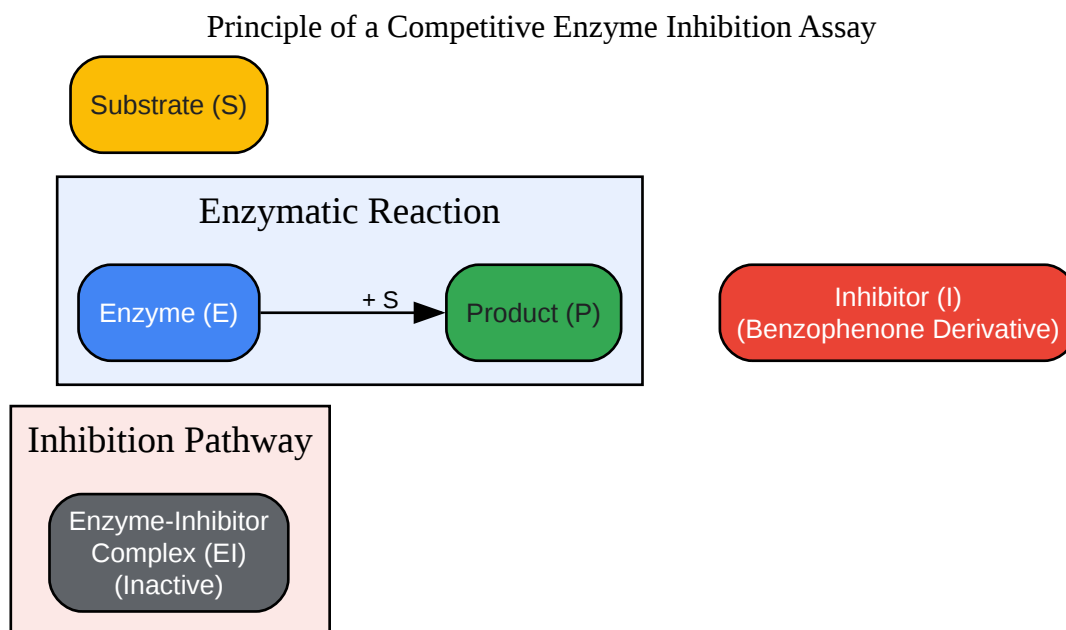 Principle of a Competitive Enzyme Inhibition Assay
Substrate (S)
Enzymatic Reaction
Enzyme (E)
+ S
Product (P)
Inhibitor (I)
(Benzophenone Derivative)
Inhibition Pathway
Enzyme-Inhibitor
Complex (EI)
(Inactive)